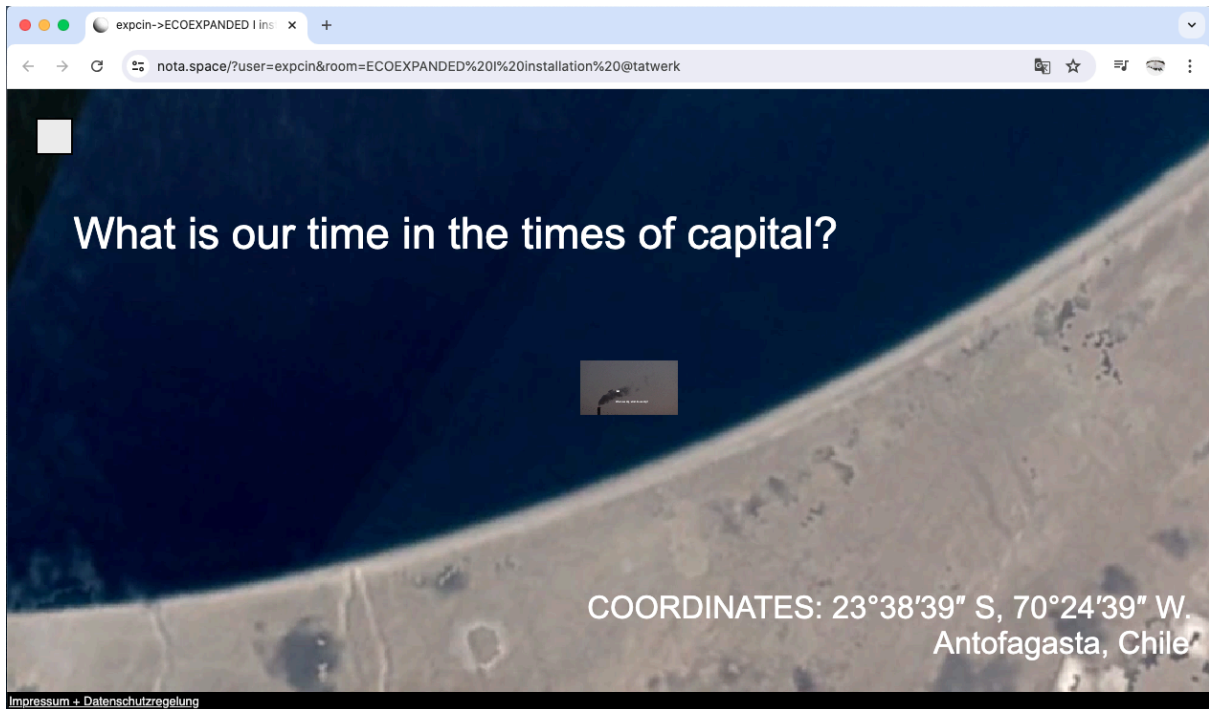 expcin->ECOEXPANDED I ins
nota.space/?user=expcin&room=ECOEXPANDED%20I%20installation%20@tatwerk
What is our time in the times of capital?
COORDINATES: 23°38′39″ S, 70°24′39″ W.
Antofagasta, Chile
Impressum + Datenschutzregelung